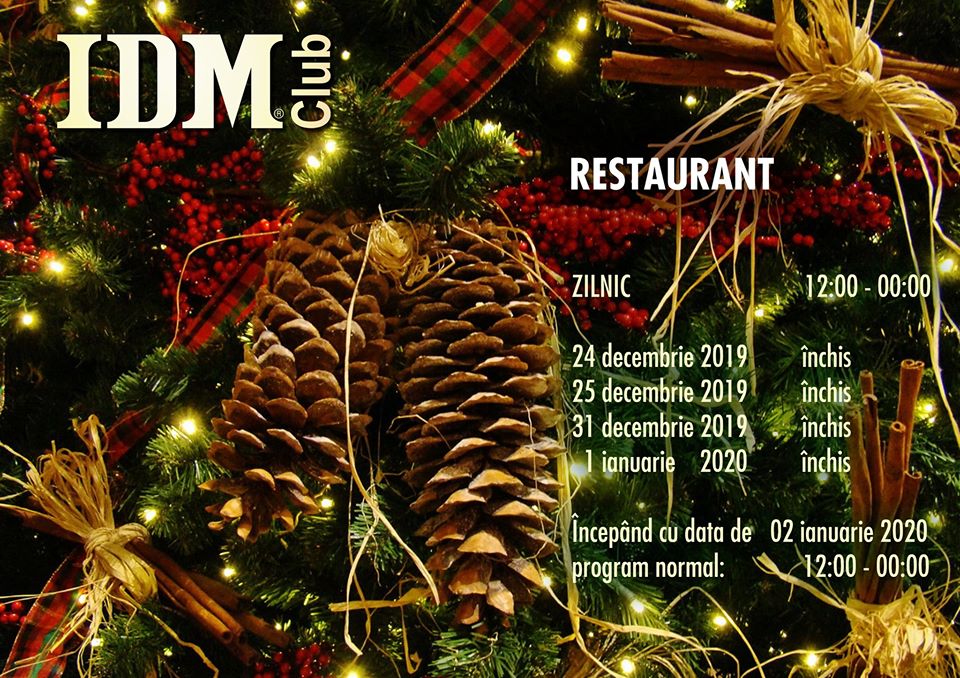 IDM® Club
RESTAURANT
ZILNIC 12:00 - 00:00
24 decembrie 2019 închis
25 decembrie 2019 închis
31 decembrie 2019 închis
1 ianuarie 2020 închis
Începând cu data de 02 ianuarie 2020
program normal: 12:00 - 00:00